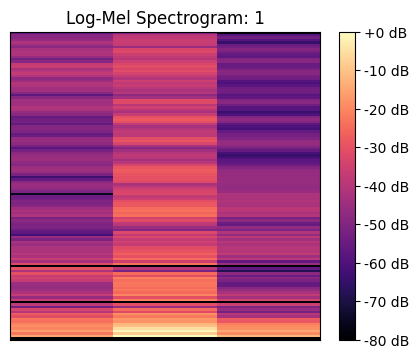 Log-Mel Spectrogram: 1
+0 dB
-10 dB
-20 dB
-30 dB
-40 dB
-50 dB
-60 dB
-70 dB
-80 dB